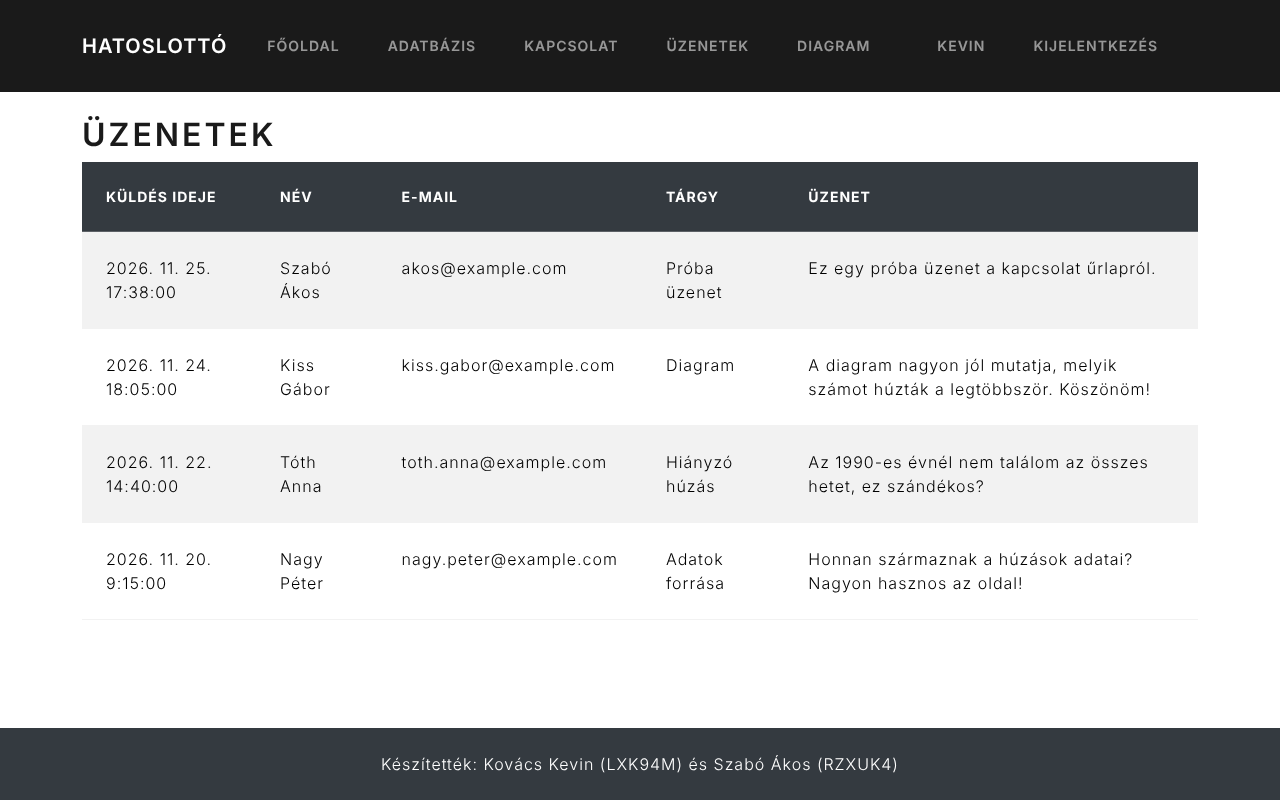 HATOSLOTTÓ FŐOLDAL ADATBÁZIS KAPCSOLAT ÜZENETEK DIAGRAM KEVIN KIJELENTKEZÉS
ÜZENETEK
KÜLDÉS IDEJE NÉV E-MAIL TÁRGY ÜZENET
2026. 11. 25. Szabó akos@example.com Próba Ez egy próba üzenet a kapcsolat űrlapról.
17:38:00 Ákos üzenet
2026. 11. 24. Kiss kiss.gabor@example.com Diagram A diagram nagyon jól mutatja, melyik
18:05:00 Gábor számot húzták a legtöbbször. Köszönöm!
2026. 11. 22. Tóth toth.anna@example.com Hiányzó Az 1990-es évnél nem találom az összes
14:40:00 Anna húzás hetet, ez szándékos?
2026. 11. 20. Nagy nagy.peter@example.com Adatok Honnan származnak a húzások adatai?
9:15:00 Péter forrása Nagyon hasznos az oldal!
Készítették: Kovács Kevin (LXK94M) és Szabó Ákos (RZXUK4)